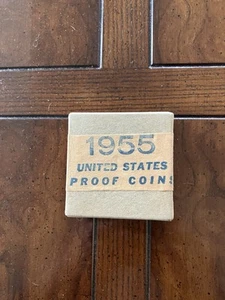 1955
UNITED STATES
PROOF COINS